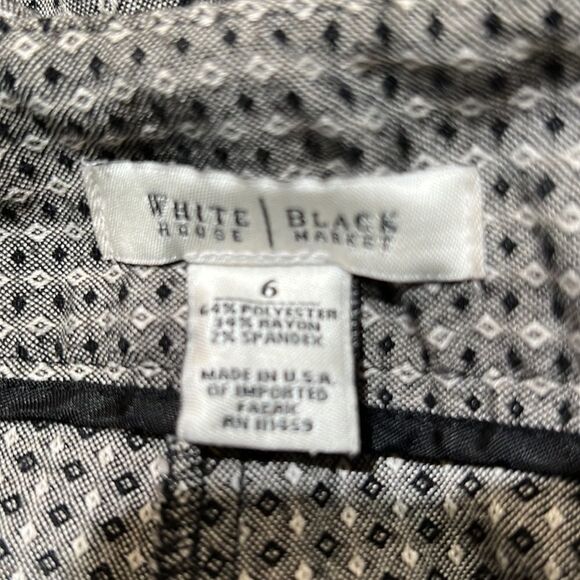 WHITE | BLACK
HOUSE | MARKET
6
64% POLYESTER
34% RAYON
2% SPANDEX
MADE IN U.S.A.
OF IMPORTED
FABRIC
RN 111459